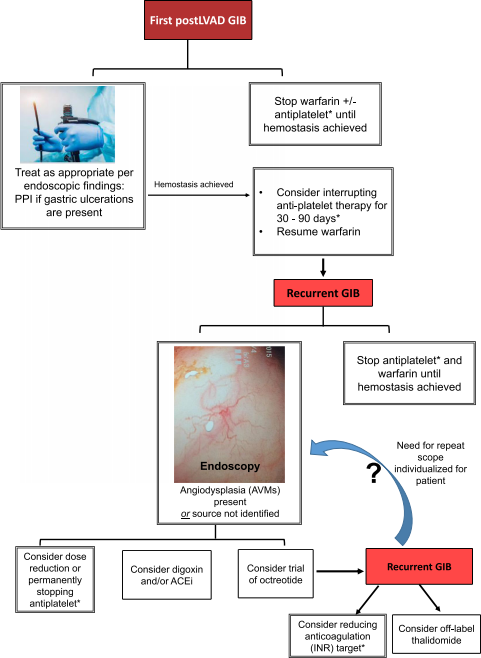 First postLVAD GIB
Stop warfarin +/-
antiplatelet* until
hemostasis achieved
Treat as appropriate per
endoscopic findings:
PPI if gastric ulcerations
are present
Hemostasis achieved
• Consider interrupting
anti-platelet therapy for
30 - 90 days*
• Resume warfarin
Recurrent GIB
Stop antiplatelet* and
warfarin until
hemostasis achieved
Endoscopy
Angiodysplasia (AVMs)
present
or source not identified
?
Need for repeat
scope
individualized for
patient
Consider dose
reduction or
permanently
stopping
antiplatelet*
Consider digoxin
and/or ACEi
Consider trial
of octreotide
Recurrent GIB
Consider reducing
anticoagulation
(INR) target*
Consider off-label
thalidomide